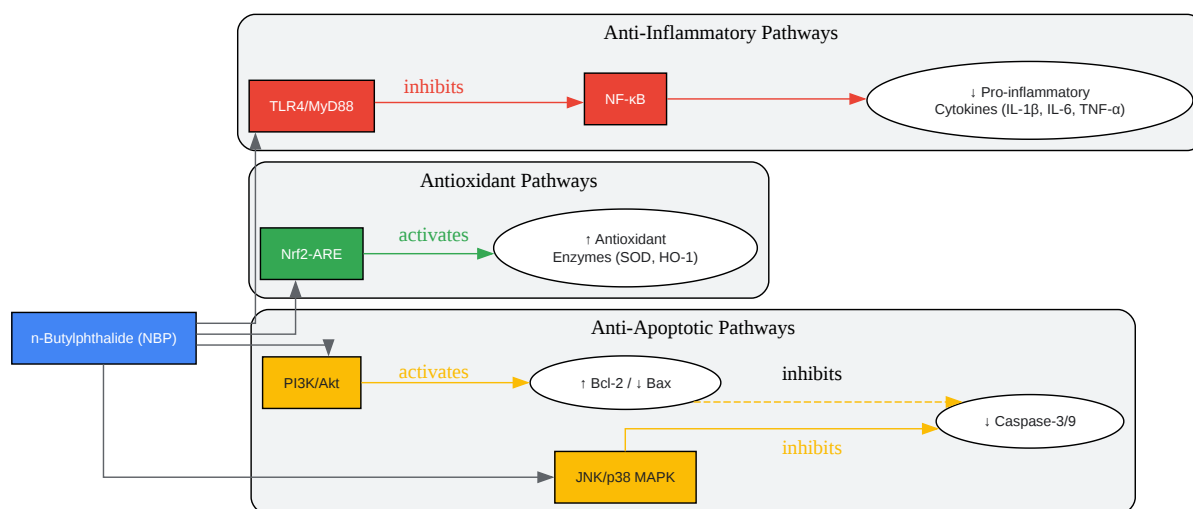 Anti-Inflammatory Pathways
TLR4/MyD88
inhibits
NF-κB
↓ Pro-inflammatory
Cytokines (IL-1β, IL-6, TNF-α)
Antioxidant Pathways
Nrf2-ARE
activates
↑ Antioxidant
Enzymes (SOD, HO-1)
n-Butylphthalide (NBP)
Anti-Apoptotic Pathways
PI3K/Akt
activates
↑ Bcl-2 / ↓ Bax
inhibits
↓ Caspase-3/9
JNK/p38 MAPK
inhibits